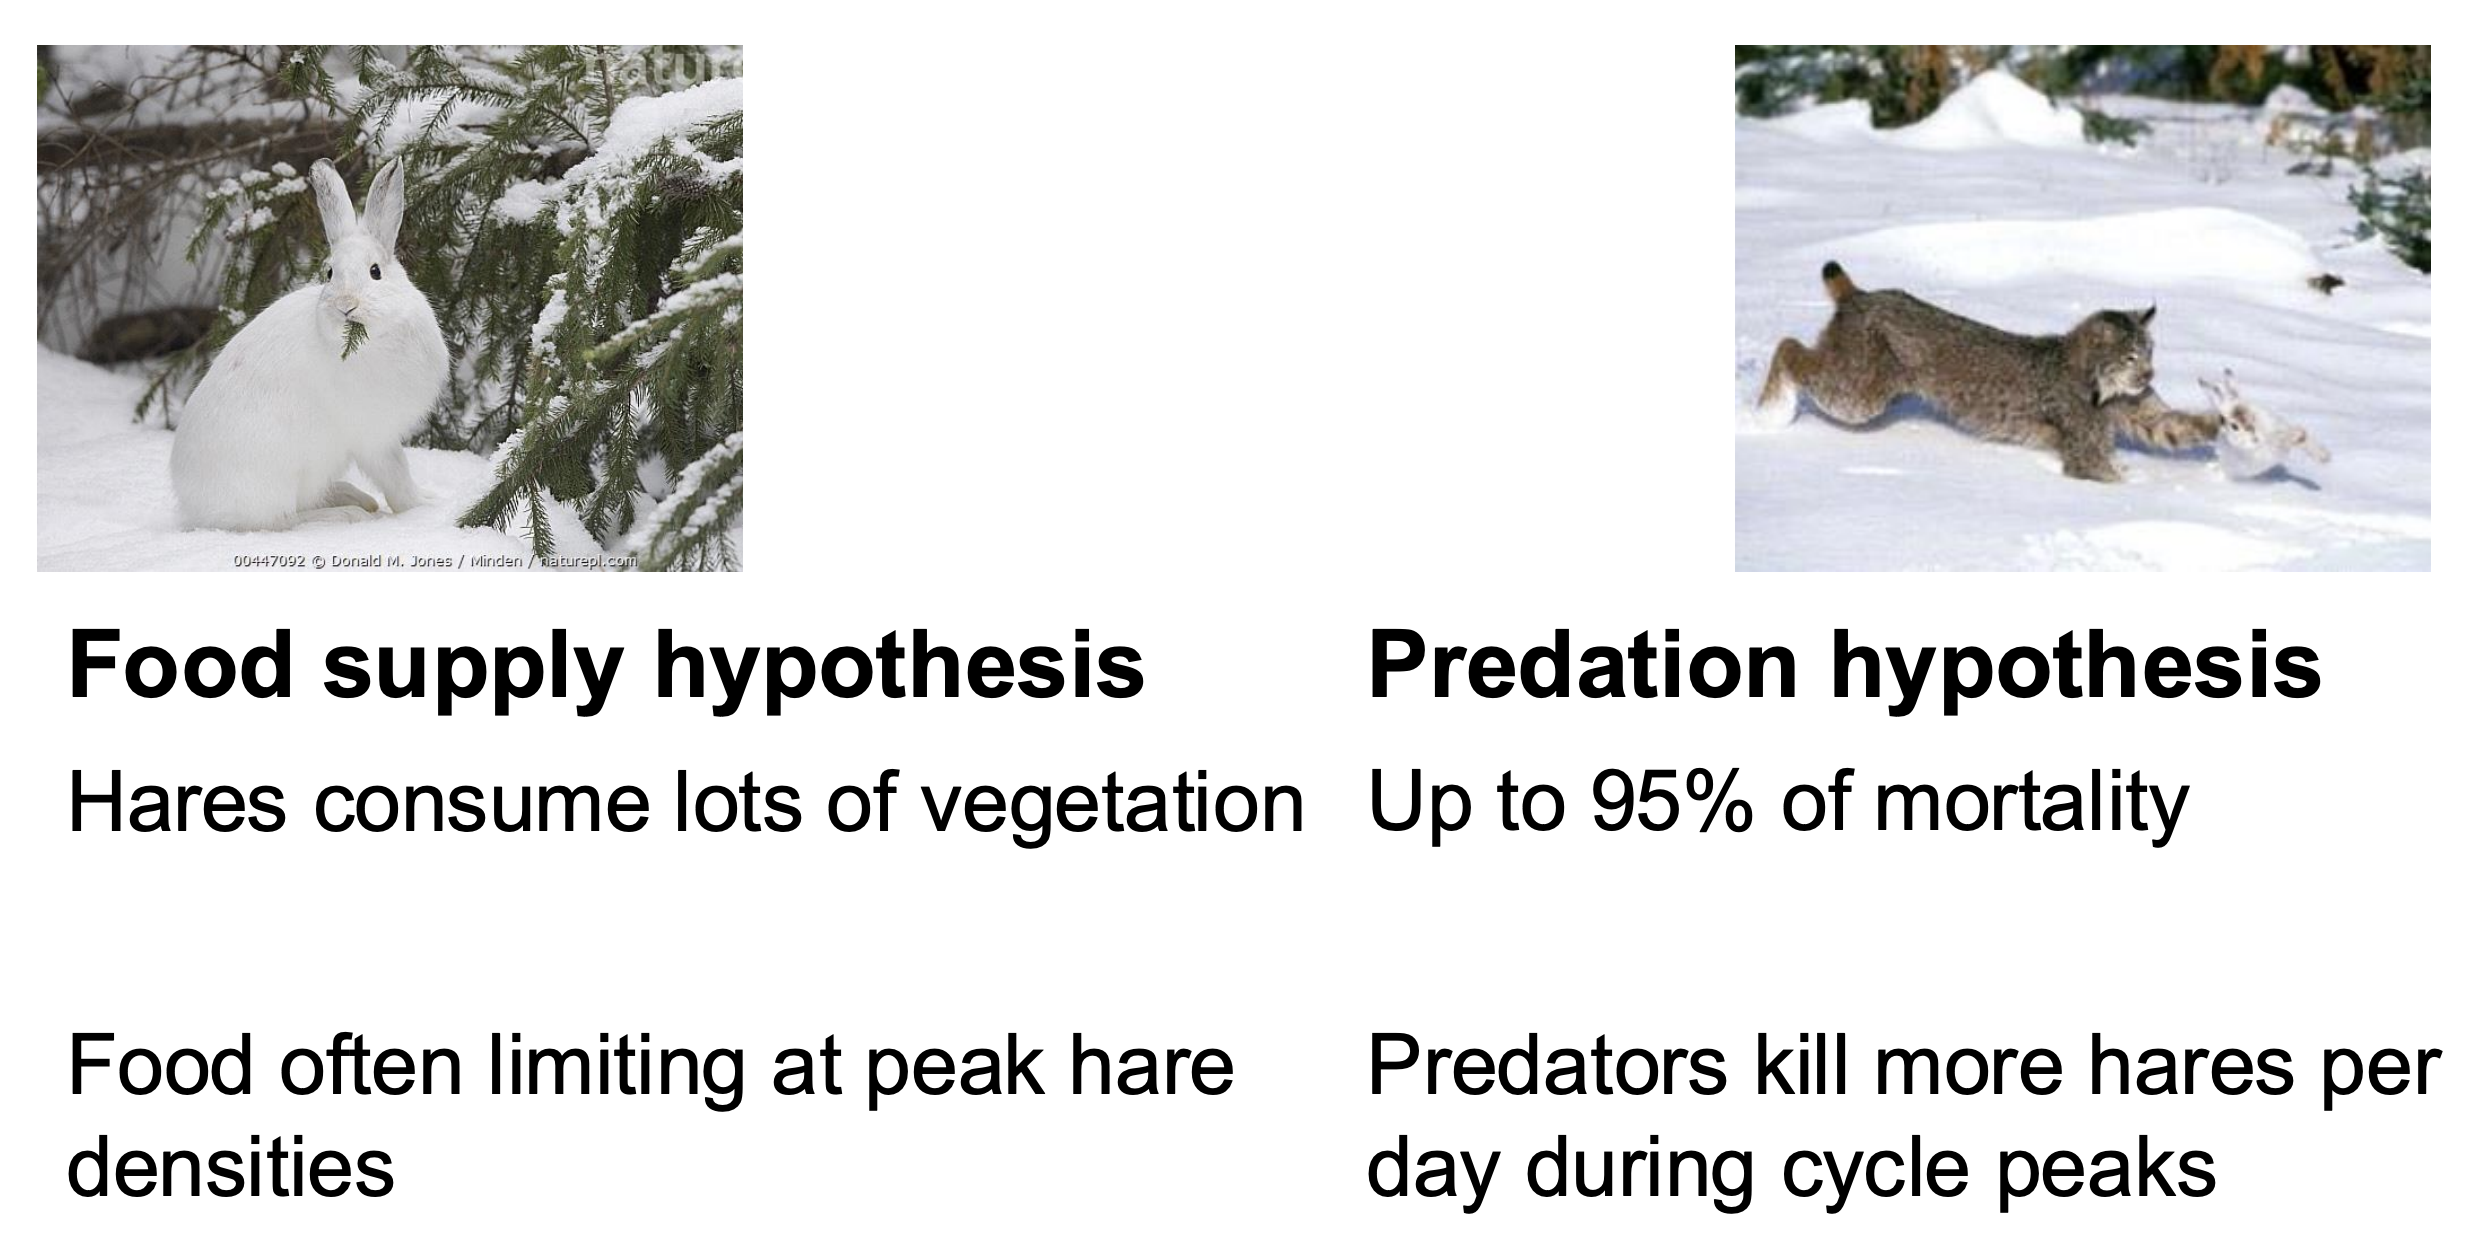 natur
00447092 © Donald M. Jones / Minden / naturepl.com
Food supply hypothesis
Hares consume lots of vegetation
Food often limiting at peak hare
densities
Predation hypothesis
Up to 95% of mortality
Predators kill more hares per
day during cycle peaks